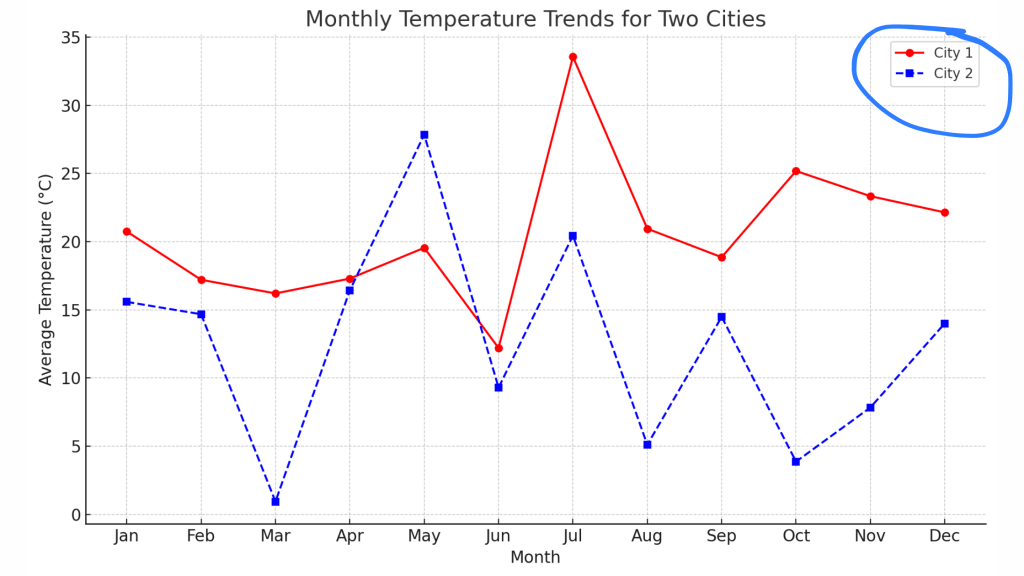 Monthly Temperature Trends for Two Cities
City 1
City 2
Average Temperature (°C)
35
30
25
20
15
10
5
0
Jan Feb Mar Apr May Jun Jul Aug Sep Oct Nov Dec
Month